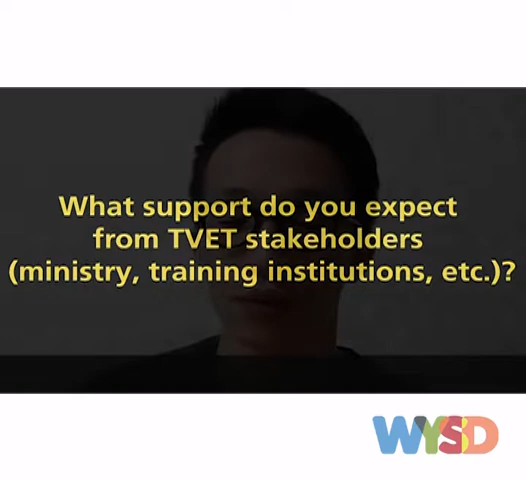 What support do you expect
from TVET stakeholders
(ministry, training institutions, etc.)?
WYSD